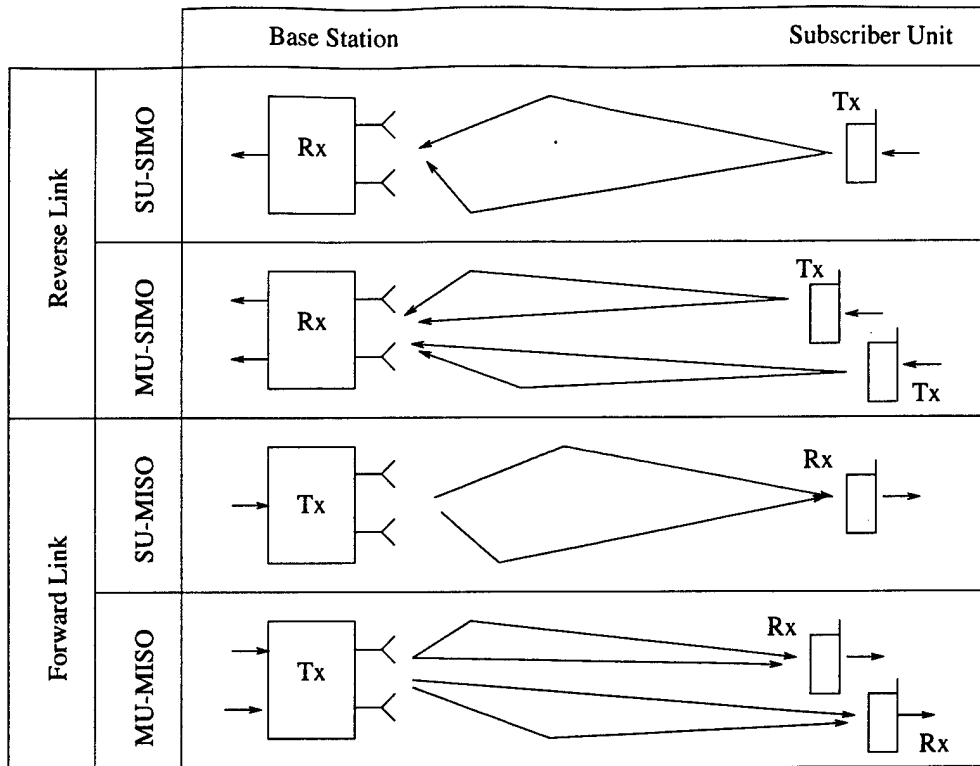 Base Station Subscriber Unit
Reverse Link
SU-SIMO
Rx
Tx
MU-SIMO
Rx
Tx
Tx
Forward Link
SU-MISO
Tx
Rx
MU-MISO
Tx
Rx
Rx